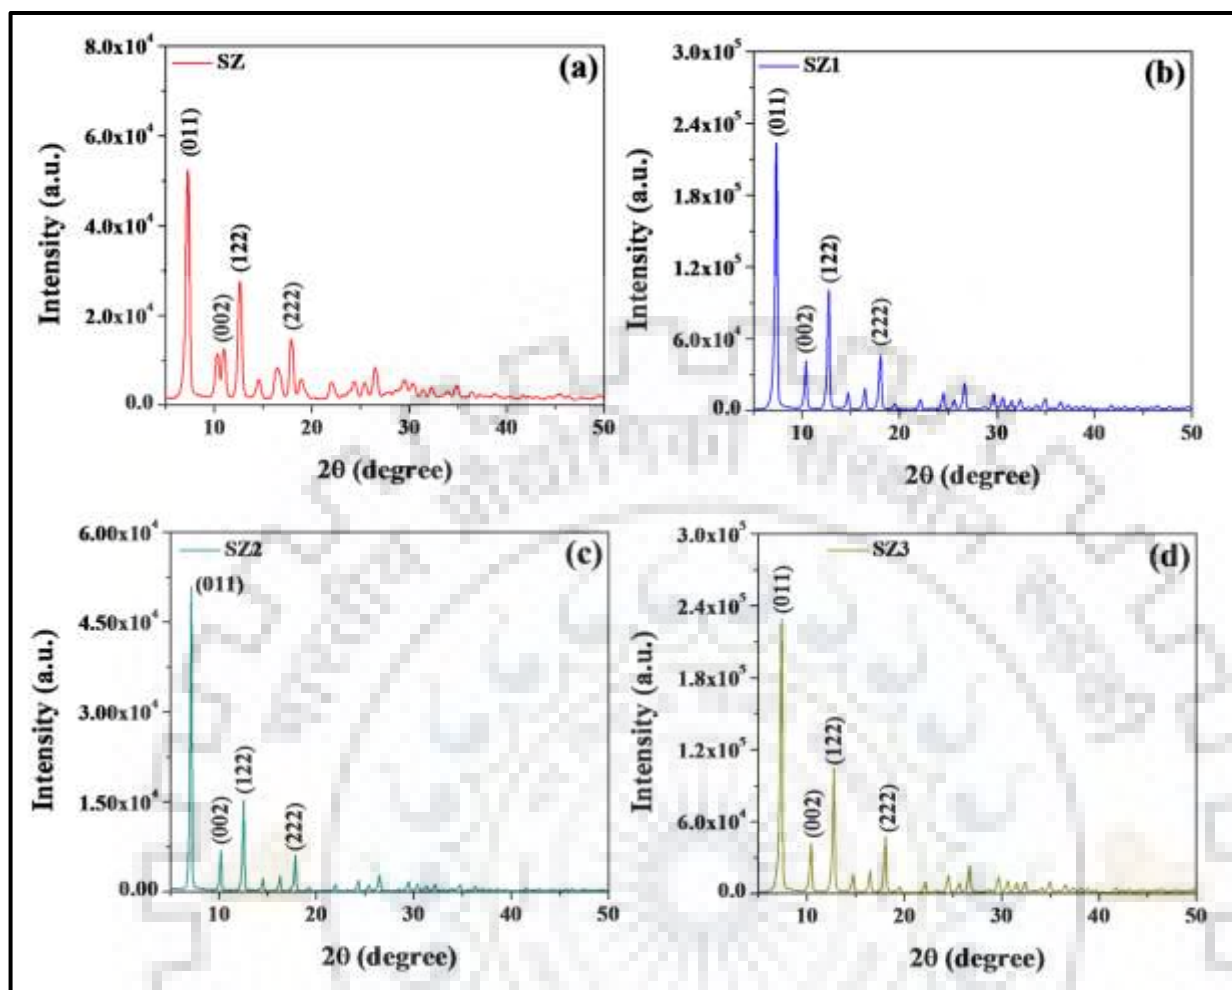 8.0x10⁴
SZ
(a)
(011)
6.0x10⁴
Intensity (a.u.)
4.0x10⁴
(122)
(002)
(222)
2.0x10⁴
0.0
10 20 30 40 50
2θ (degree)
3.0x10⁵
SZ1
(b)
(011)
2.4x10⁵
Intensity (a.u.)
1.8x10⁵
1.2x10⁵
(122)
(002)
(222)
6.0x10⁴
0.0
10 20 30 40 50
2θ (degree)
6.00x10⁴
SZ2
(c)
(011)
4.50x10⁴
Intensity (a.u.)
3.00x10⁴
1.50x10⁴
(122)
(002)
(222)
0.00
10 20 30 40 50
2θ (degree)
3.0x10⁵
SZ3
(d)
(011)
2.4x10⁵
Intensity (a.u.)
1.8x10⁵
1.2x10⁵
(122)
(002)
(222)
6.0x10⁴
0.0
10 20 30 40 50
2θ (degree)